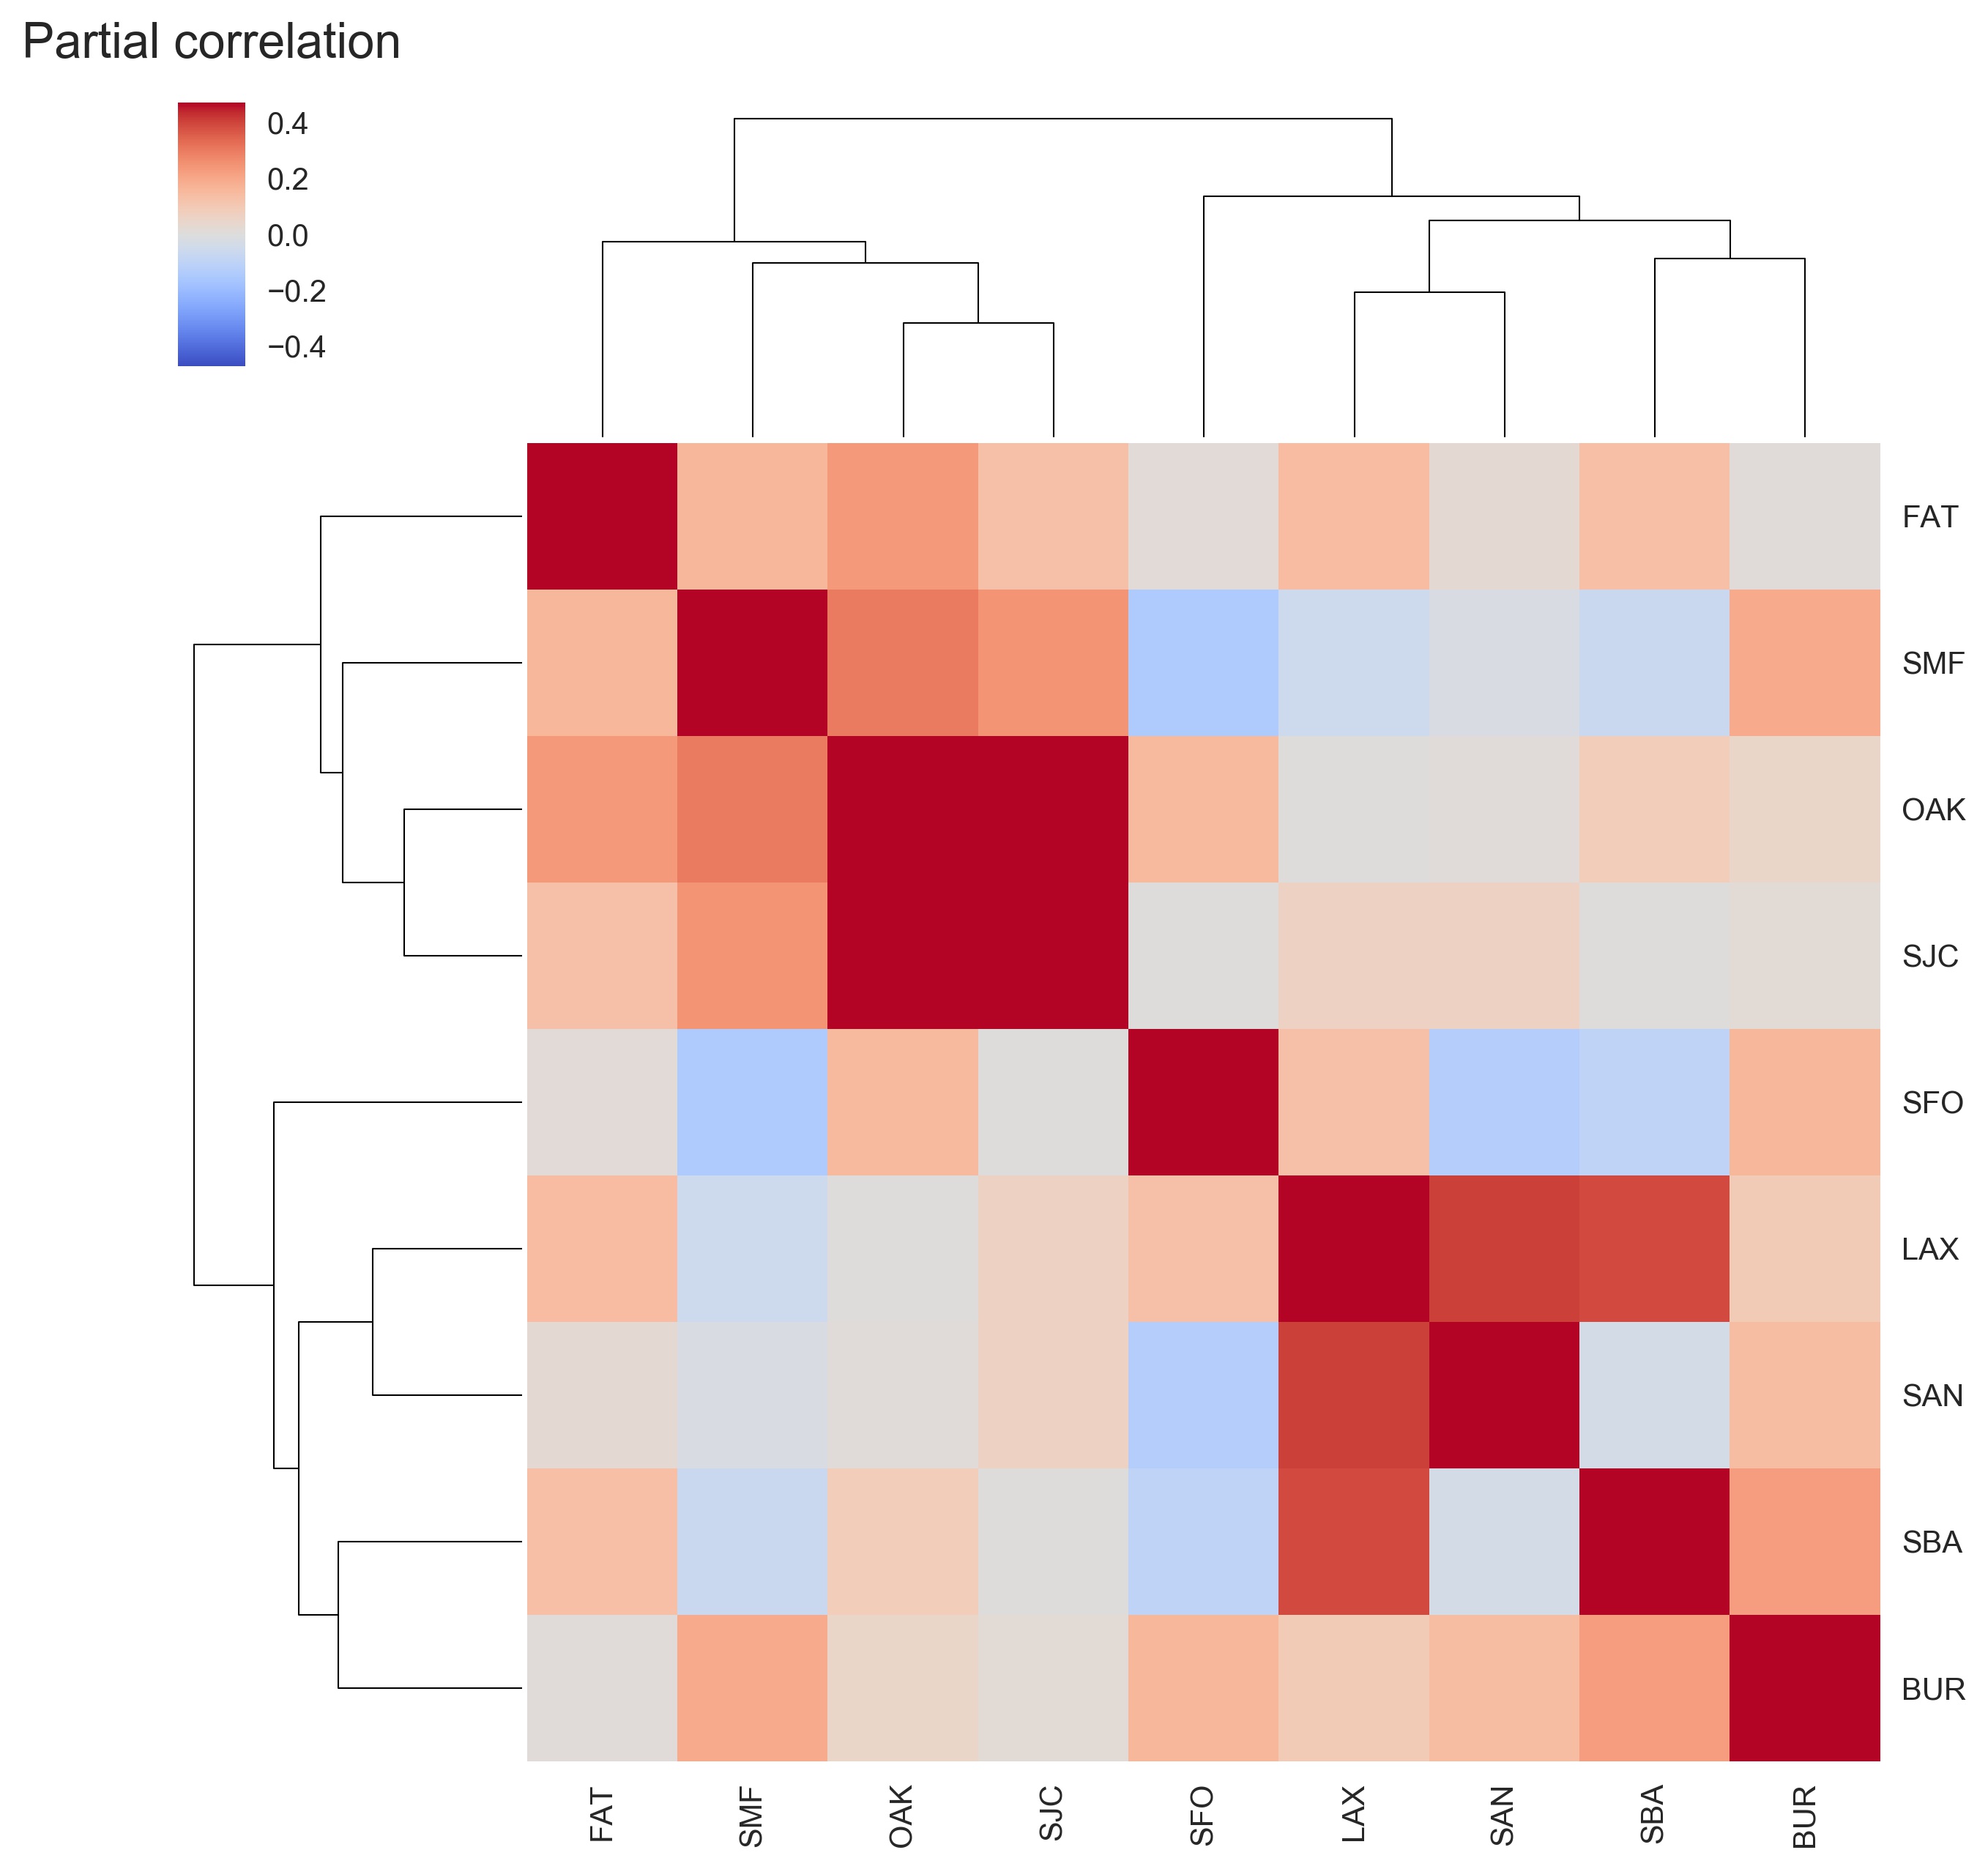 Partial correlation
0.4
0.2
0.0
−0.2
−0.4
FAT
SMF
OAK
SJC
SFO
LAX
SAN
SBA
BUR
FAT
SMF
OAK
SJC
SFO
LAX
SAN
SBA
BUR